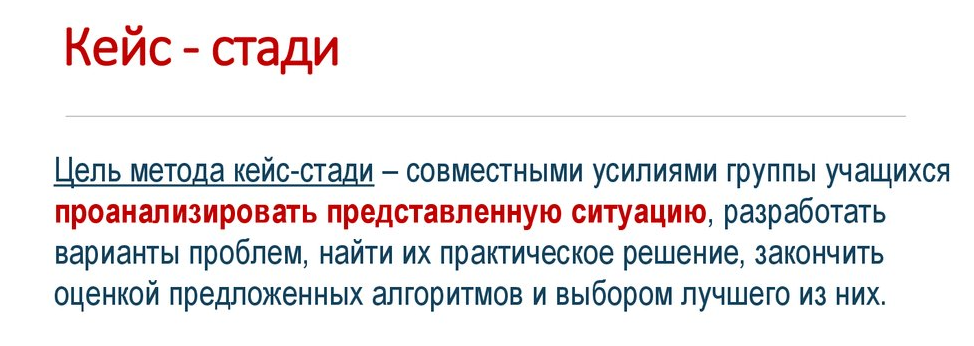 Кейс - стади
Цель метода кейс-стади – совместными усилиями группы учащихся
проанализировать представленную ситуацию, разработать
варианты проблем, найти их практическое решение, закончить
оценкой предложенных алгоритмов и выбором лучшего из них.